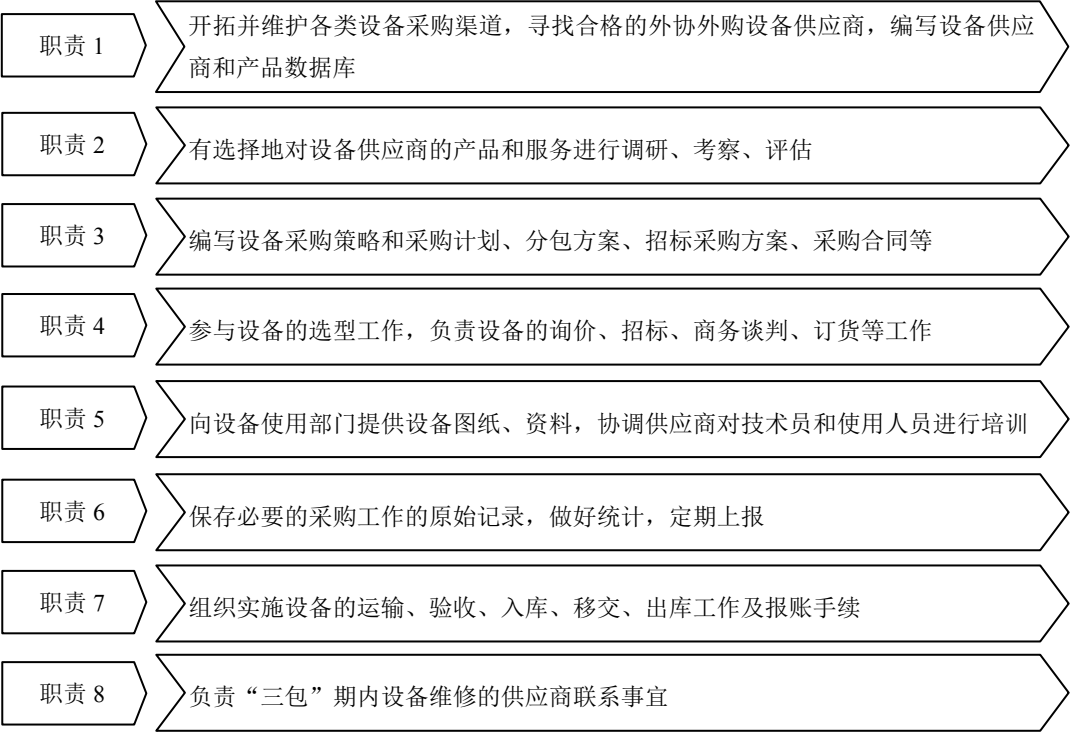 职责 1
开拓并维护各类设备采购渠道，寻找合格的外协外购设备供应商，编写设备供应
商和产品数据库
职责 2
有选择地对设备供应商的产品和服务进行调研、考察、评估
职责 3
编写设备采购策略和采购计划、分包方案、招标采购方案、采购合同等
职责 4
参与设备的选型工作，负责设备的询价、招标、商务谈判、订货等工作
职责 5
向设备使用部门提供设备图纸、资料，协调供应商对技术员和使用人员进行培训
职责 6
保存必要的采购工作的原始记录，做好统计，定期上报
职责 7
组织实施设备的运输、验收、入库、移交、出库工作及报账手续
职责 8
负责“三包”期内设备维修的供应商联系事宜